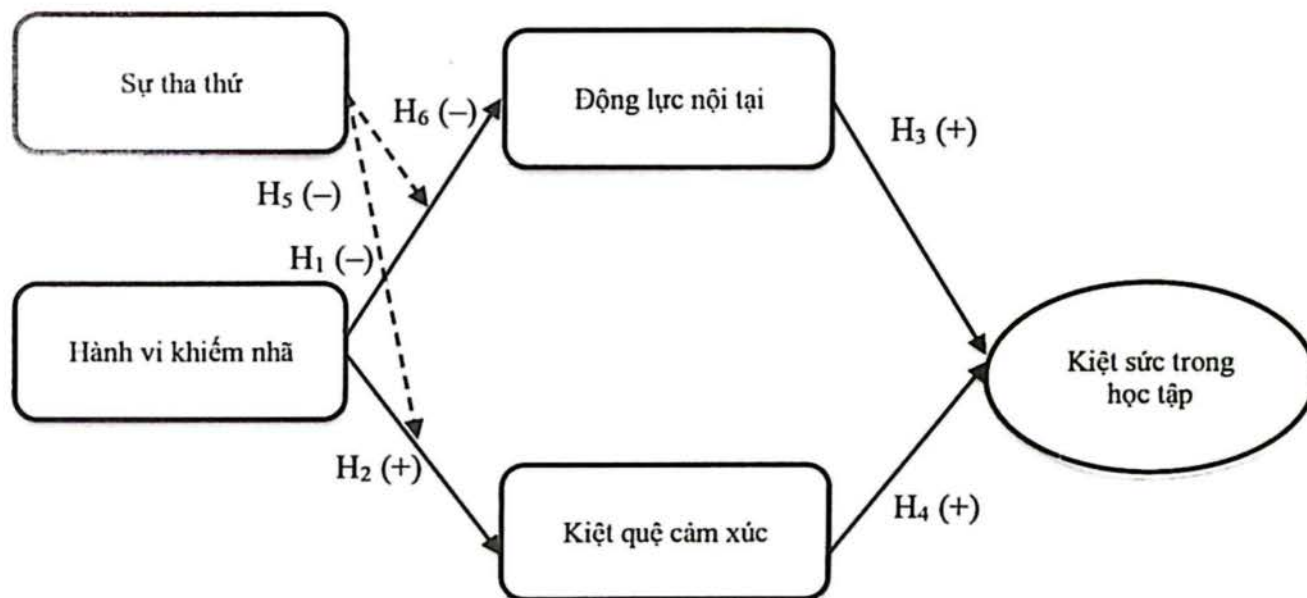 Sự tha thứ
Động lực nội tại
H₆ (–)
H₃ (+)
H₅ (–)
H₁ (–)
Hành vi khiếm nhã
Kiệt sức trong
học tập
H₂ (+)
Kiệt quệ cảm xúc
H₄ (+)